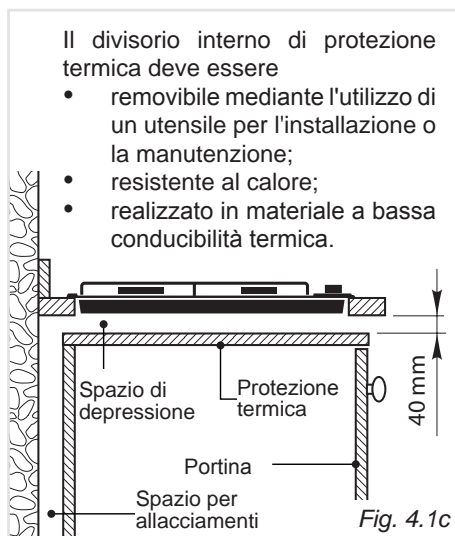 Il divisorio interno di protezione
termica deve essere
• removibile mediante l'utilizzo di
un utensile per l'installazione o
la manutenzione;
• resistente al calore;
• realizzato in materiale a bassa
conducibilità termica.
Spazio di
depressione
Protezione
termica
40 mm
Portina
Spazio per
allacciamenti
Fig. 4.1c